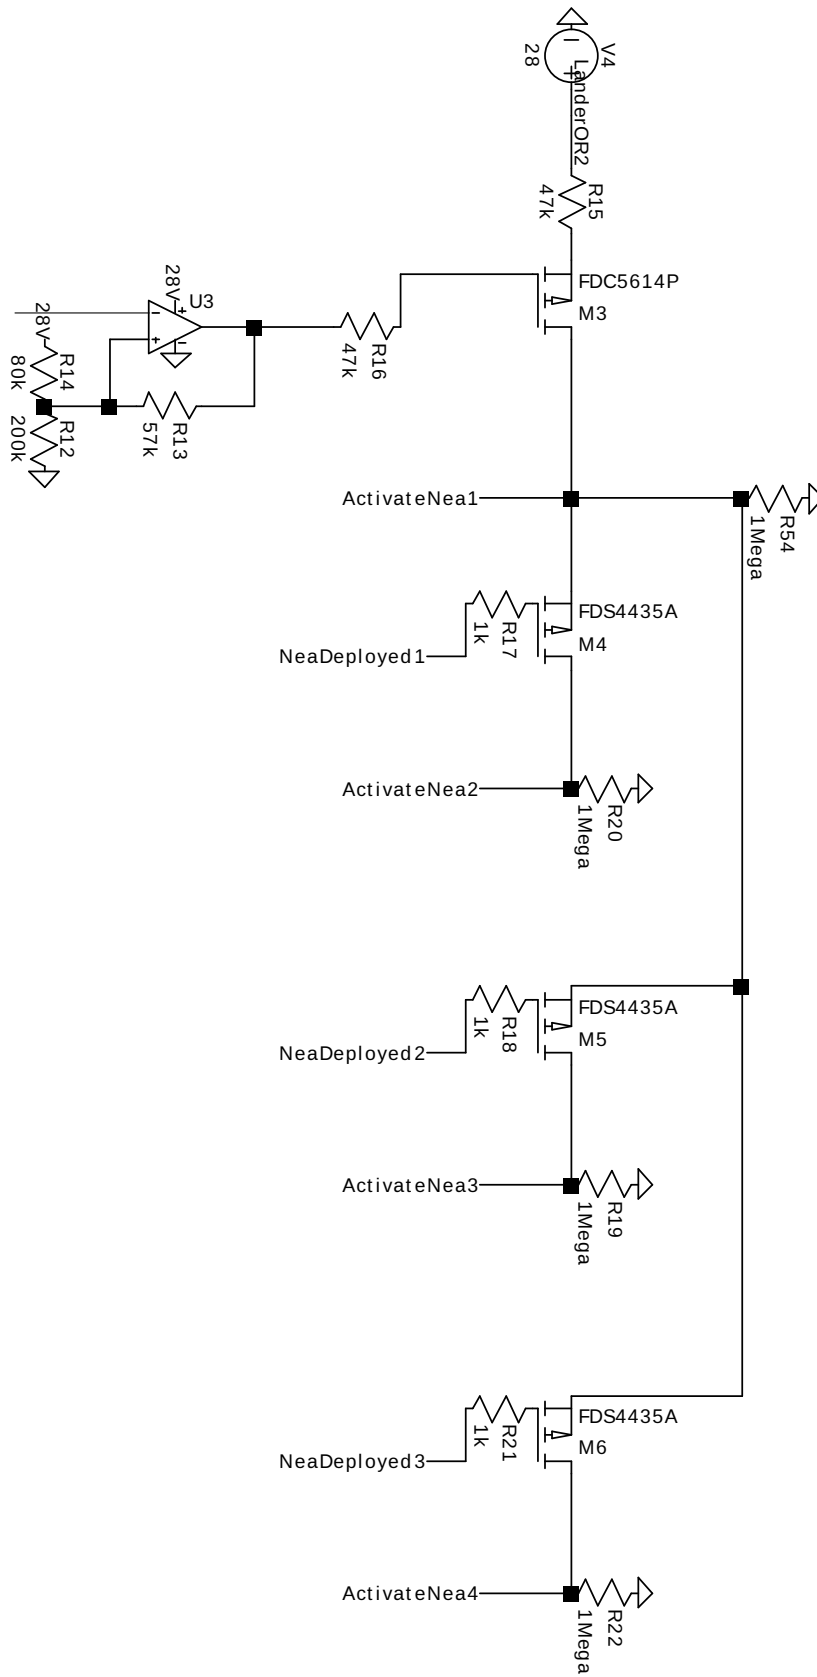 V4
28
LanderOR2
R15
47k
FDC5614P
M3
28V
U3
28V
R14
80k
R16
47k
R12
200k
R13
57k
ActivateNea1
R54
1Mega
FDS4435A
M4
R17
1k
NeaDeployed1
ActivateNea2
R20
1Mega
FDS4435A
M5
R18
1k
NeaDeployed2
ActivateNea3
R19
1Mega
FDS4435A
M6
R21
1k
NeaDeployed3
ActivateNea4
R22
1Mega